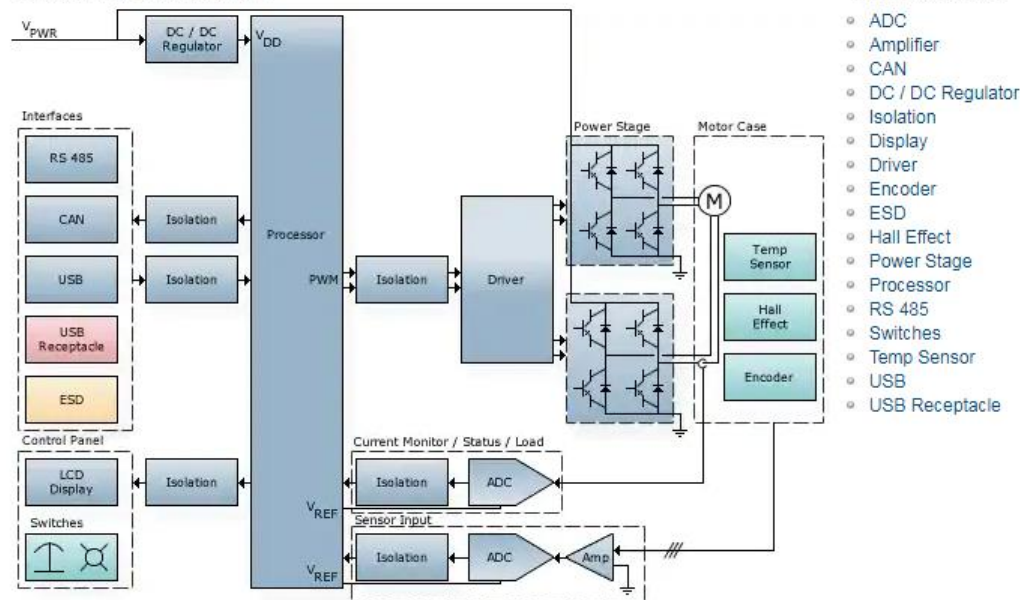 VPWR
DC / DC
Regulator
VDD
Interfaces
RS 485
CAN
USB
USB
Receptacle
ESD
Isolation
Isolation
Processor
PWM
Isolation
Driver
Power Stage
Motor Case
M
Temp
Sensor
Hall
Effect
Encoder
Control Panel
LCD
Display
Switches
Isolation
Current Monitor / Status / Load
Isolation
ADC
VREF
Sensor Input
Isolation
ADC
Amp
VREF
ADC
Amplifier
CAN
DC / DC Regulator
Isolation
Display
Driver
Encoder
ESD
Hall Effect
Power Stage
Processor
RS 485
Switches
Temp Sensor
USB
USB Receptacle